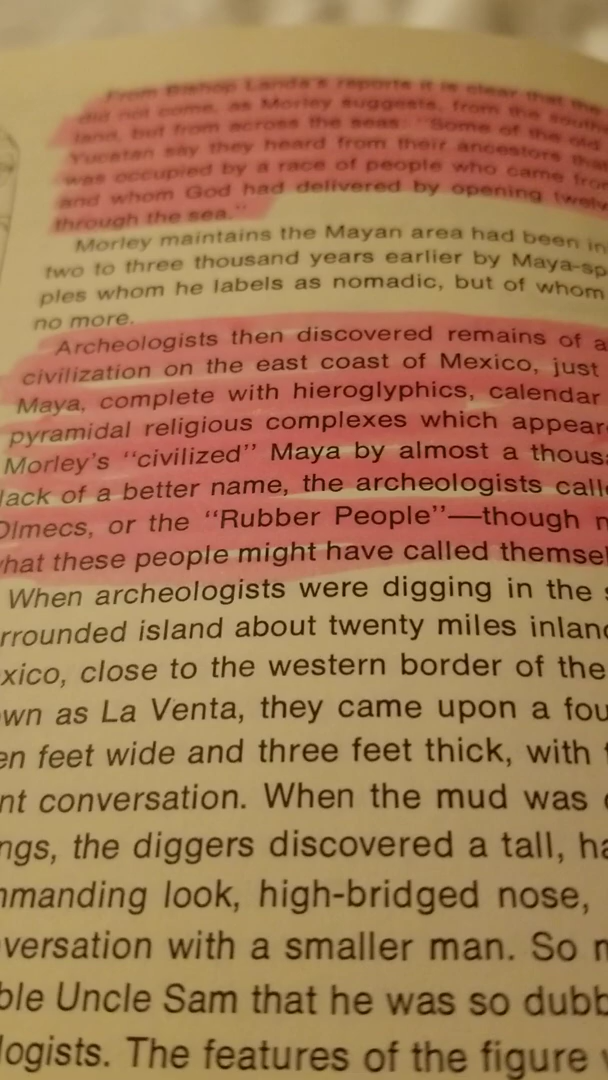 From Bishop Landa's reports it is clear that the
did not come, as Morley suggests, from the south
land, but from across the seas: "Some of the old
Yucatan say they heard from their ancestors tha
was occupied by a race of people who came from
and whom God had delivered by opening twelv
through the sea."
Morley maintains the Mayan area had been in
two to three thousand years earlier by Maya-sp
ples whom he labels as nomadic, but of whom
no more.
Archeologists then discovered remains of a
civilization on the east coast of Mexico, just
Maya, complete with hieroglyphics, calendar
pyramidal religious complexes which appear
Morley's "civilized" Maya by almost a thous
lack of a better name, the archeologists calle
Olmecs, or the "Rubber People"—though n
what these people might have called themsel
When archeologists were digging in the s
rrounded island about twenty miles inlan
xico, close to the western border of the
own as La Venta, they came upon a fou
en feet wide and three feet thick, with t
nt conversation. When the mud was c
ngs, the diggers discovered a tall, ha
mmanding look, high-bridged nose,
versation with a smaller man. So m
ble Uncle Sam that he was so dubb
logists. The features of the figure w